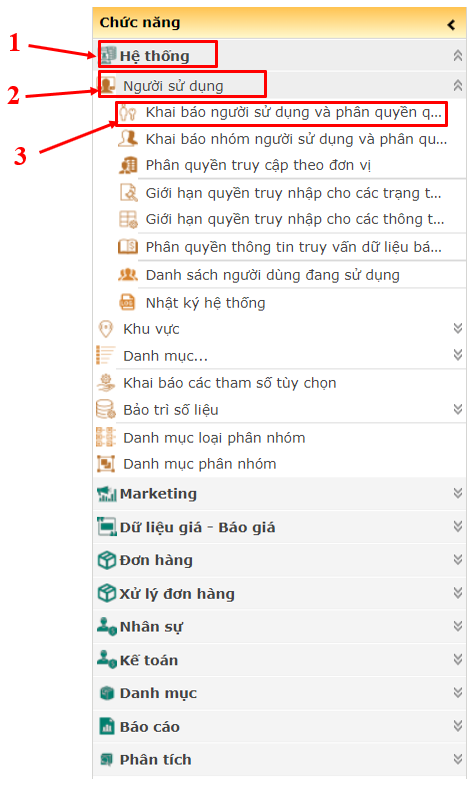 Chức năng
1 Hệ thống
2 Người sử dụng
3 Khai báo người sử dụng và phân quyền q...
Khai báo nhóm người sử dụng và phân qu...
Phân quyền truy cập theo đơn vị
Giới hạn quyền truy nhập cho các trạng t...
Giới hạn quyền truy nhập cho các thông t...
Phân quyền thông tin truy vấn dữ liệu bá...
Danh sách người dùng đang sử dụng
LOG Nhật ký hệ thống
Khu vực
Danh mục...
Khai báo các tham số tùy chọn
Bảo trì số liệu
Danh mục loại phân nhóm
Danh mục phân nhóm
Marketing
Dữ liệu giá - Báo giá
Đơn hàng
Xử lý đơn hàng
Nhân sự
Kế toán
Danh mục
Báo cáo
Phân tích